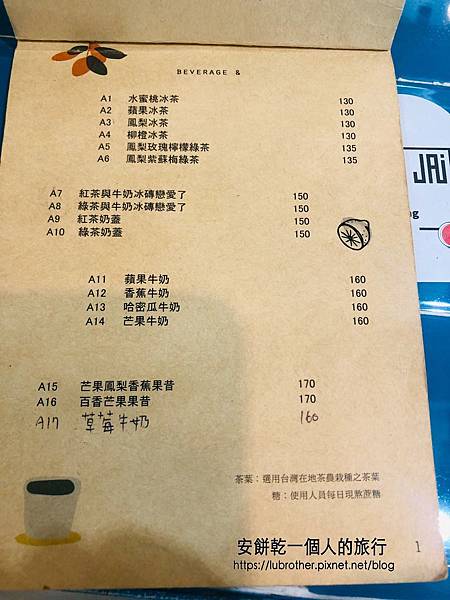 BEVERAGE &
A1 水蜜桃冰茶 130
A2 蘋果冰茶 130
A3 鳳梨冰茶 130
A4 柳橙冰茶 130
A5 鳳梨玫瑰檸檬綠茶 135
A6 鳳梨紫蘇梅綠茶 135
A7 紅茶與牛奶冰磚戀愛了 150
A8 綠茶與牛奶冰磚戀愛了 150
A9 紅茶奶蓋 150
A10 綠茶奶蓋 150
A11 蘋果牛奶 160
A12 香蕉牛奶 160
A13 哈密瓜牛奶 160
A14 芒果牛奶 160
A15 芒果鳳梨香蕉果昔 170
A16 百香芒果果昔 170
A17 草莓牛奶 160
茶葉：選用台灣在地茶農栽種之茶葉
糖：使用人員每日現熬蔗糖
1
JAi
安餅乾一個人的旅行
https://lubrother.pixnet.net/blog